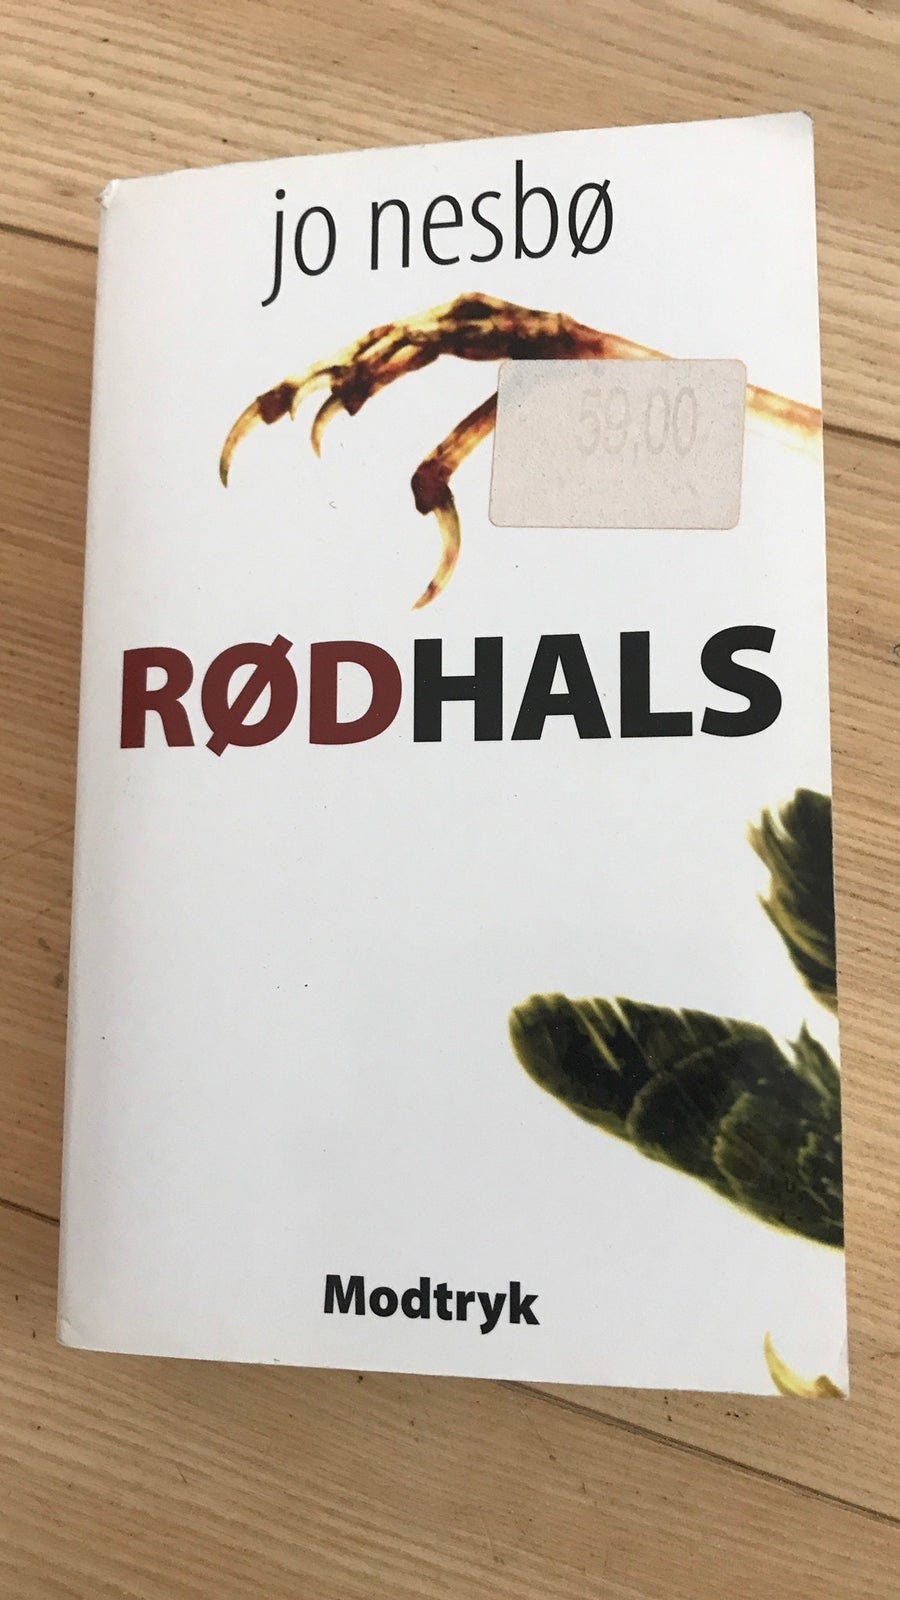 jo nesbø
59,00
RØDHALS
Modtryk